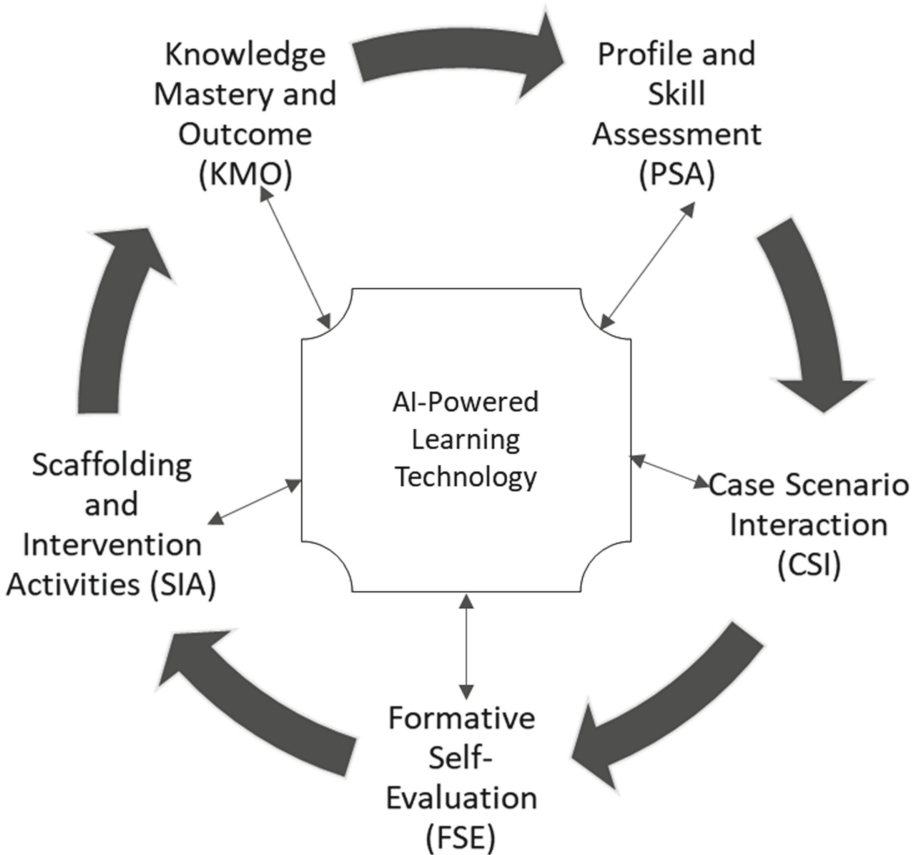 Knowledge
Mastery and
Outcome
(KMO)
Profile and
Skill
Assessment
(PSA)
AI-Powered
Learning
Technology
Case Scenario
Interaction
(CSI)
Formative
Self-
Evaluation
(FSE)
Scaffolding
and
Intervention
Activities (SIA)